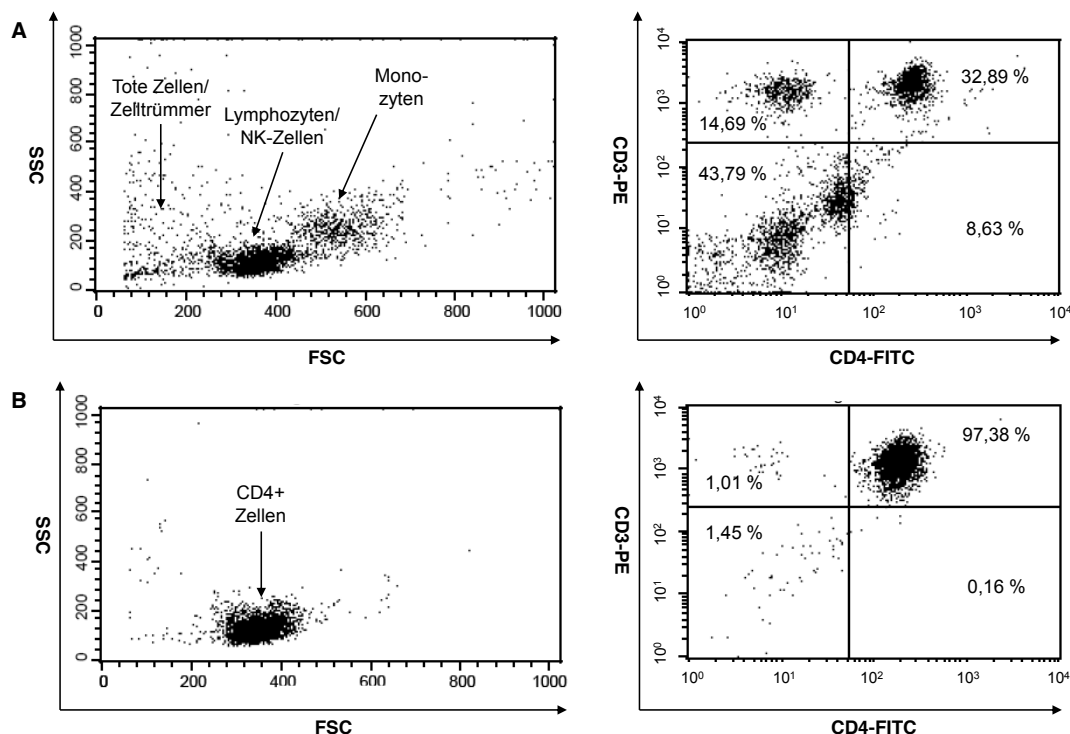 A
SSC
1000
800
600
400
200
0
Tote Zellen/
Zelltrümmer
Lymphozyten/
NK-Zellen
Mono-
zyten
0
200
400
600
800
1000
FSC
CD3-PE
10⁴
10³
10²
10¹
10⁰
14,69 %
32,89 %
43,79 %
8,63 %
10⁰
10¹
10²
10³
10⁴
CD4-FITC
B
SSC
1000
800
600
400
200
0
CD4+
Zellen
0
200
400
600
800
1000
FSC
CD3-PE
10⁴
10³
10²
10¹
10⁰
97,38 %
1,01 %
1,45 %
0,16 %
10⁰
10¹
10²
10³
10⁴
CD4-FITC